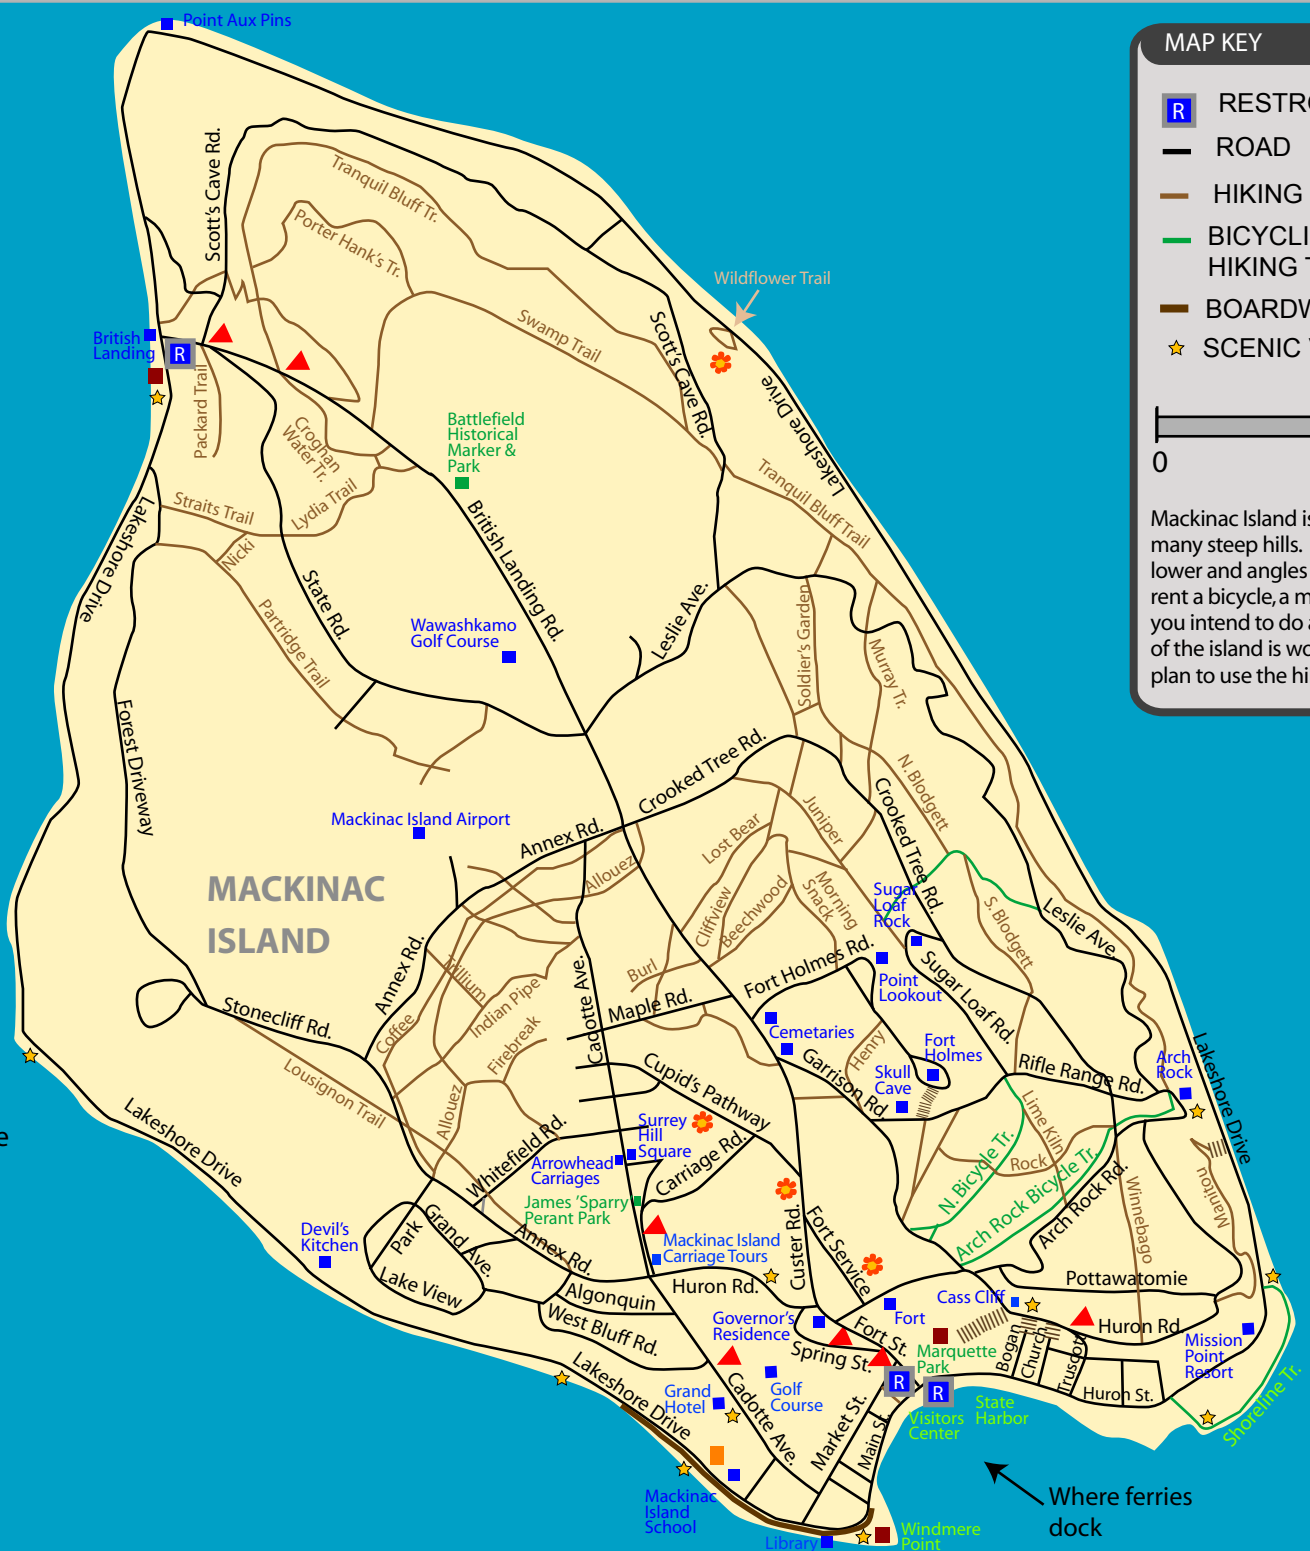 Point Aux Pins
MAP KEY
R
RESTRO
ROAD
HIKING
BICYCLI
HIKING T
BOARDW
SCENIC
0
Mackinac Island is
many steep hills.
lower and angles
rent a bicycle, a m
you intend to do a
of the island is wo
plan to use the hi
Scott's Cave Rd.
Tranquil Bluff Tr.
Porter Hank's Tr.
Wildflower Trail
Swamp Trail
Scott's Cave Rd.
British
Landing
R
Packard Trail
Croghan
Water Tr.
Battlefield
Historical
Marker &
Park
Lakeshore Drive
Tranquil Bluff Trail
Straits Trail
Lydia Trail
Nicki
Lakeshore Drive
British Landing Rd.
State Rd.
Partridge Trail
Wawashkamo
Golf Course
Leslie Ave.
Soldier's Garden
Murray Tr.
Forest Driveway
Crooked Tree Rd.
N. Blodgett
Mackinac Island Airport
Annex Rd.
Juniper
Crooked Tree Rd.
Lost Bear
Allouez
MACKINAC
ISLAND
Cliffview
Beechwood
Morning
Snack
Sugar
Loaf
Rock
S. Blodgett
Leslie Ave.
Annex Rd.
Trillium
Indian Pipe
Burl
Fort Holmes Rd.
Point
Lookout
Sugar Loaf Rd.
Stonecliff Rd.
Coffee
Firebreak
Cadotte Ave.
Maple Rd.
Cemetaries
Henry
Fort
Holmes
Skull
Cave
Garrison Rd.
Rifle Range Rd.
Arch
Rock
Lakeshore Drive
Lousignon Trail
Allouez
Cupid's Pathway
Lime Kiln
Lakeshore Drive
e
Whitefield Rd.
Surrey
Hill
Square
Arrowhead
Carriages
Carriage Rd.
James 'Sparry
Perant Park
N. Bicycle Tr.
Rock
Arch Rock Bicycle Tr.
Arch Rock Rd.
Winnebago
Manitou
Devil's
Kitchen
Park
Grand Ave.
Annex Rd.
Mackinac Island
Carriage Tours
Custer Rd.
Fort Service
Lake View
Algonquin
Huron Rd.
Pottawatomie
West Bluff Rd.
Governor's
Residence
Fort
Cass Cliff
Huron Rd.
Fort St.
Spring St.
Marquette
Park
Bogan
Church
Truscott
Mission
Point
Resort
Lakeshore Drive
Grand
Hotel
Golf
Course
R
R
Huron St.
State
Harbor
Visitors
Center
Shoreline Tr.
Cadotte Ave.
Market St.
Main St.
Mackinac
Island
School
Where ferries
dock
Library
Windmere
Point